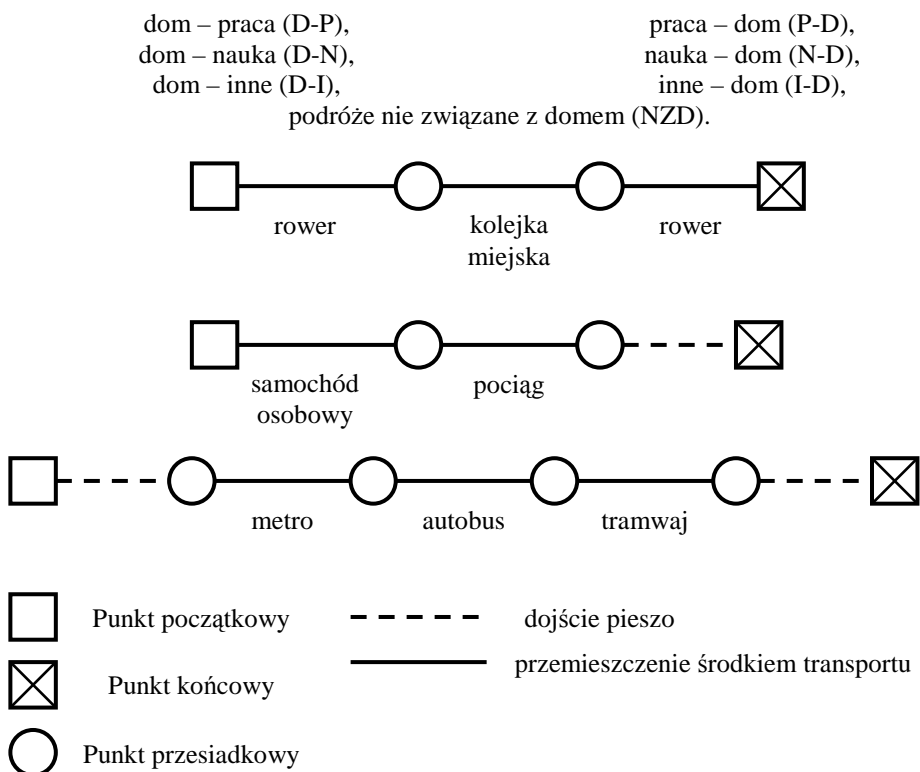 dom – praca (D-P),
praca – dom (P-D),
dom – nauka (D-N),
nauka – dom (N-D),
dom – inne (D-I),
inne – dom (I-D),
podróże nie związane z domem (NZD).
rower
kolejka
miejska
rower
samochód
osobowy
pociąg
metro
autobus
tramwaj
Punkt początkowy
dojście pieszo
Punkt końcowy
przemieszczenie środkiem transportu
Punkt przesiadkowy